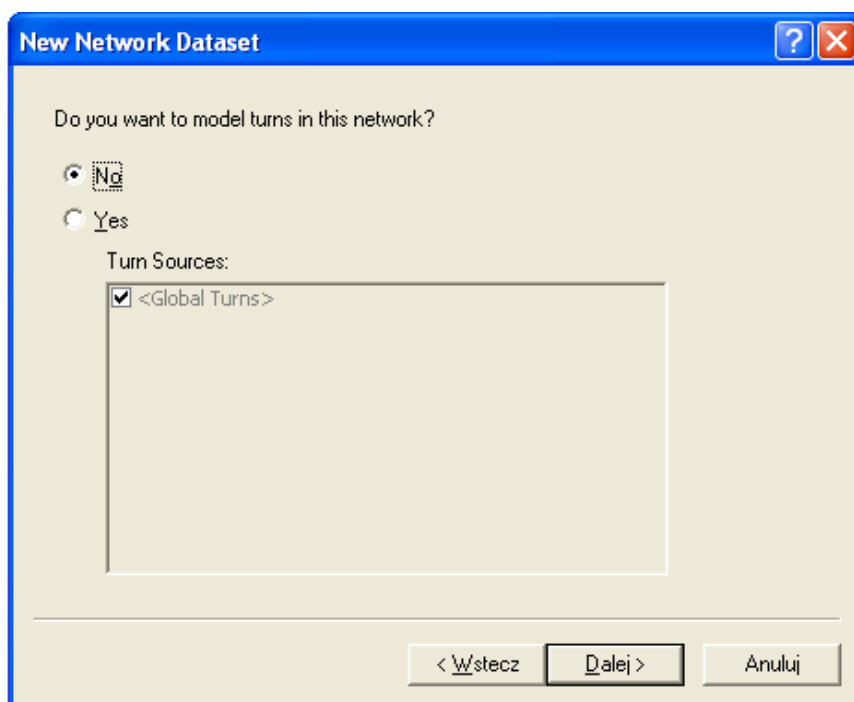 New Network Dataset
Do you want to model turns in this network?
No
Yes
Turn Sources:
<Global Turns>
< Wstecz
Dalej >
Anuluj